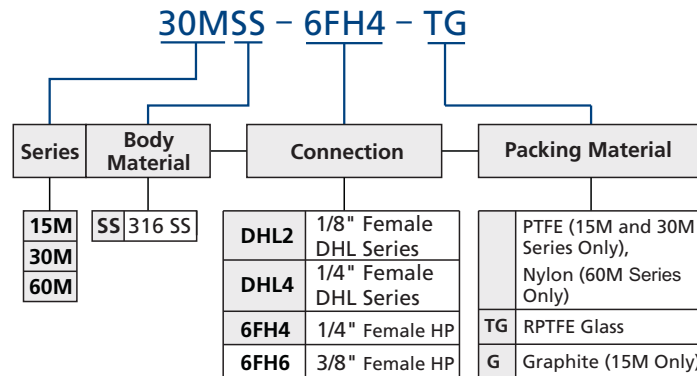 30MSS – 6FH4 – TG
Series
Body
Material
Connection
Packing Material
15M
30M
60M
SS 316 SS
DHL2 1/8" Female
DHL Series
DHL4 1/4" Female
DHL Series
6FH4 1/4" Female HP
6FH6 3/8" Female HP
PTFE (15M and 30M
Series Only),
Nylon (60M Series
Only)
TG RPTFE Glass
G Graphite (15M Only)